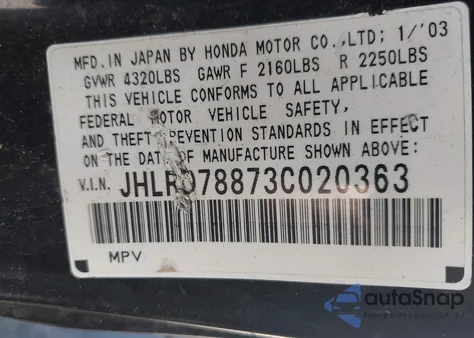 MFD. IN JAPAN BY HONDA MOTOR CO.,LTD; 1/'03
GVWR 4320LBS GAWR F 2160LBS R 2250LBS
THIS VEHICLE CONFORMS TO ALL APPLICABLE
FEDERAL MOTOR VEHICLE SAFETY,
AND THEFT PREVENTION STANDARDS IN EFFECT
ON THE DATE OF MANUFACTURE SHOWN ABOVE:
V.I.N. JHLRD78873C020363
MPV
autoSnap